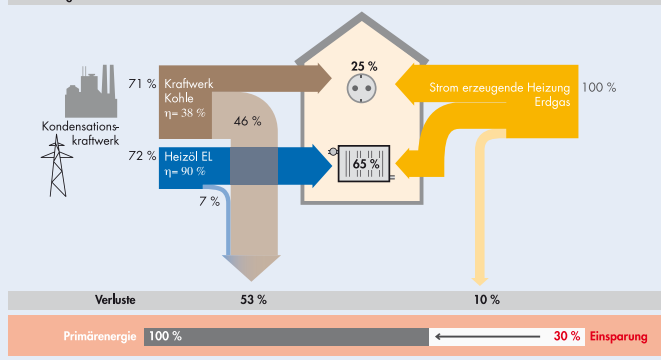 25 %
71 %
Kraftwerk
Kohle
η= 38 %
46 %
Strom erzeugende Heizung
Erdgas
100 %
Kondensations-
kraftwerk
72 %
Heizöl EL
η= 90 %
65 %
7 %
Verluste 53 % 10 %
Primärenergie 100 % 30 % Einsparung